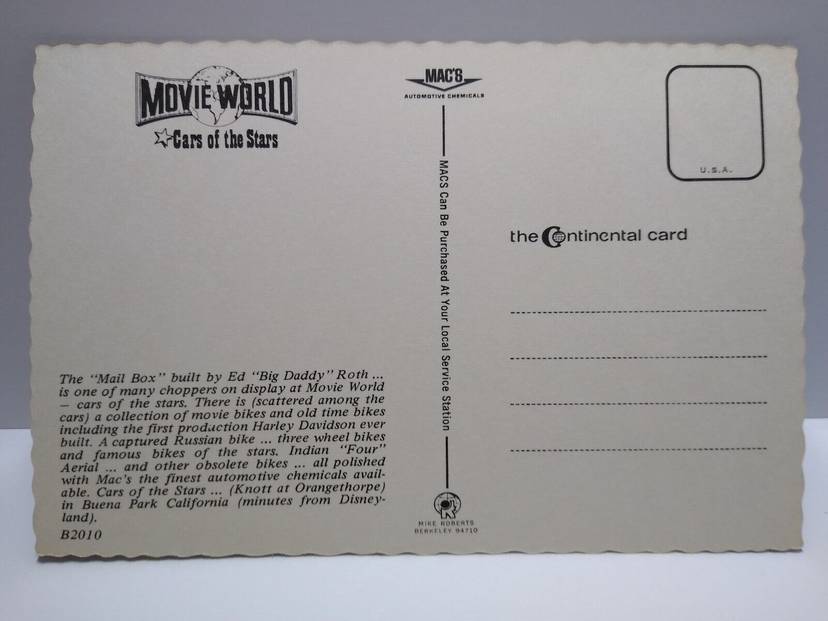 MOVIE WORLD
Cars of the Stars
The "Mail Box" built by Ed "Big Daddy" Roth ...
is one of many choppers on display at Movie World
— cars of the stars. There is (scattered among the
cars) a collection of movie bikes and old time bikes
including the first production Harley Davidson ever
built. A captured Russian bike ... three wheel bikes
and famous bikes of the stars. Indian "Four"
Aerial ... and other obsolete bikes ... all polished
with Mac's the finest automotive chemicals avail-
able. Cars of the Stars ... (Knott at Orangethorpe)
in Buena Park California (minutes from Disney-
land).
B2010
MAC'S
AUTOMOTIVE CHEMICALS
MACS Can Be Purchased At Your Local Service Station
MIKE ROBERTS
BERKELEY 94710
U.S.A.
the Continental card